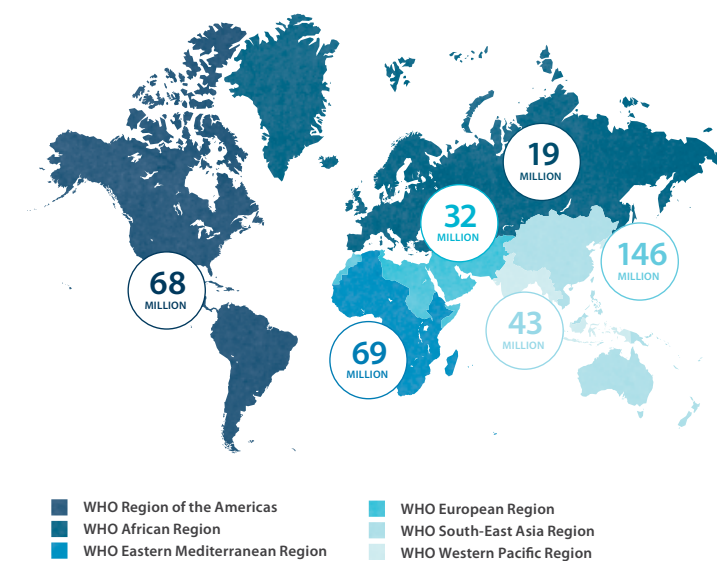 19
MILLION
32
MILLION
146
MILLION
68
MILLION
43
MILLION
69
MILLION
WHO Region of the Americas
WHO African Region
WHO Eastern Mediterranean Region
WHO European Region
WHO South-East Asia Region
WHO Western Pacific Region